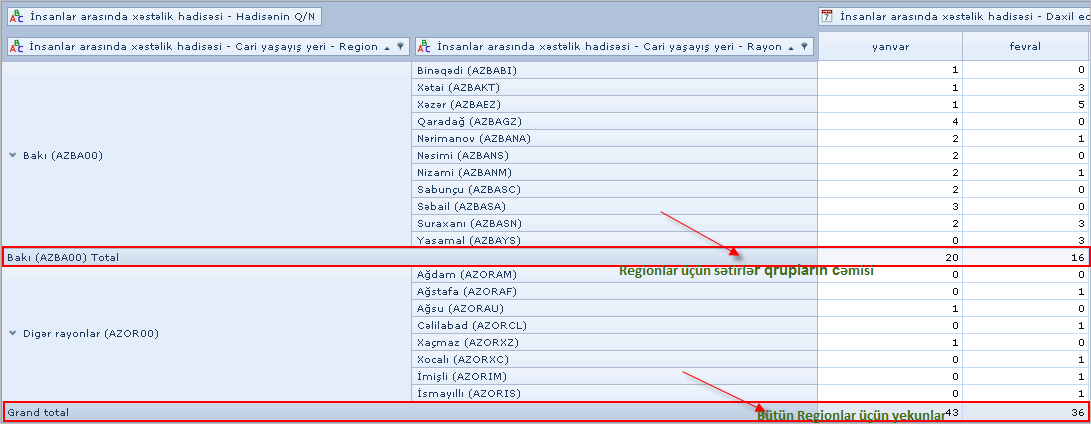 İnsanlar arasında xəstəlik hadisəsi - Hadisənin Q/N
İnsanlar arasında xəstəlik hadisəsi - Daxil ed
İnsanlar arasında xəstəlik hadisəsi - Cari yaşayış yeri - Region
İnsanlar arasında xəstəlik hadisəsi - Cari yaşayış yeri - Rayon
yanvar
fevral
Binəqədi (AZBABI) 1 0
Xətai (AZBAKT) 1 3
Xəzər (AZBAEZ) 1 5
Qaradağ (AZBAGZ) 4 0
Nərimanov (AZBANA) 2 1
Bakı (AZBA00)
Nəsimi (AZBANS) 2 0
Nizami (AZBANM) 2 1
Sabunçu (AZBASC) 2 0
Səbail (AZBASA) 3 0
Suraxanı (AZBASN) 2 3
Yasamal (AZBAYS) 0 3
Bakı (AZBA00) Total 20 16
Regionlar üçün sətirlər qrupların cəmisi
Ağdam (AZORAM) 0 0
Ağstafa (AZORAF) 0 1
Ağsu (AZORAU) 1 0
Cəlilabad (AZORCL) 0 1
Digər rayonlar (AZOR00)
Xaçmaz (AZORXZ) 1 0
Xocalı (AZORXC) 0 1
İmişli (AZORIM) 0 1
İsmayıllı (AZORIS) 0 1
Grand total 43 36
Bütün Regionlar üçün yekunlar